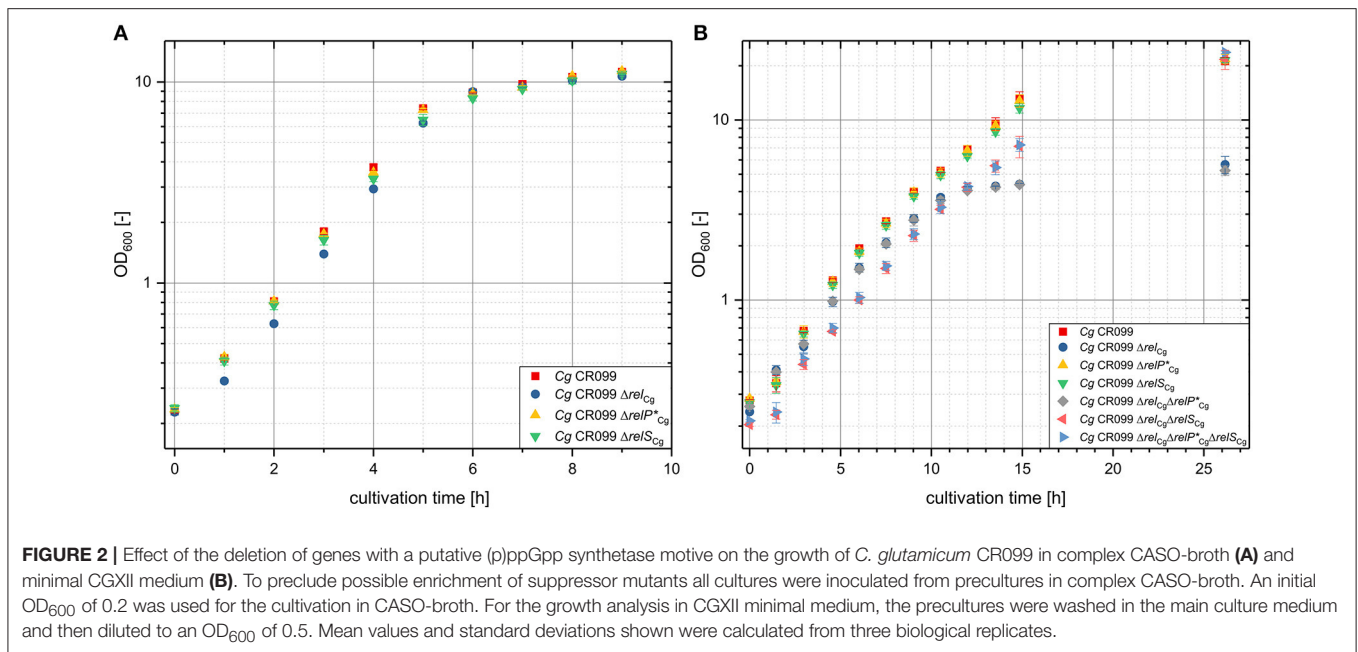 A
B
10
1
OD600 [-]
0
2
4
6
8
10
cultivation time [h]
Cg CR099
Cg CR099 ΔrelCg
Cg CR099 ΔrelP*Cg
Cg CR099 ΔrelSCg
10
1
OD600 [-]
0
5
10
15
20
25
cultivation time [h]
Cg CR099
Cg CR099 ΔrelCg
Cg CR099 ΔrelP*Cg
Cg CR099 ΔrelSCg
Cg CR099 ΔrelCgΔrelP*Cg
Cg CR099 ΔrelCgΔrelSCg
Cg CR099 ΔrelCgΔrelP*CgΔrelSCg
FIGURE 2 | Effect of the deletion of genes with a putative (p)ppGpp synthetase motive on the growth of C. glutamicum CR099 in complex CASO-broth (A) and
minimal CGXII medium (B). To preclude possible enrichment of suppressor mutants all cultures were inoculated from precultures in complex CASO-broth. An initial
OD600 of 0.2 was used for the cultivation in CASO-broth. For the growth analysis in CGXII minimal medium, the precultures were washed in the main culture medium
and then diluted to an OD600 of 0.5. Mean values and standard deviations shown were calculated from three biological replicates.